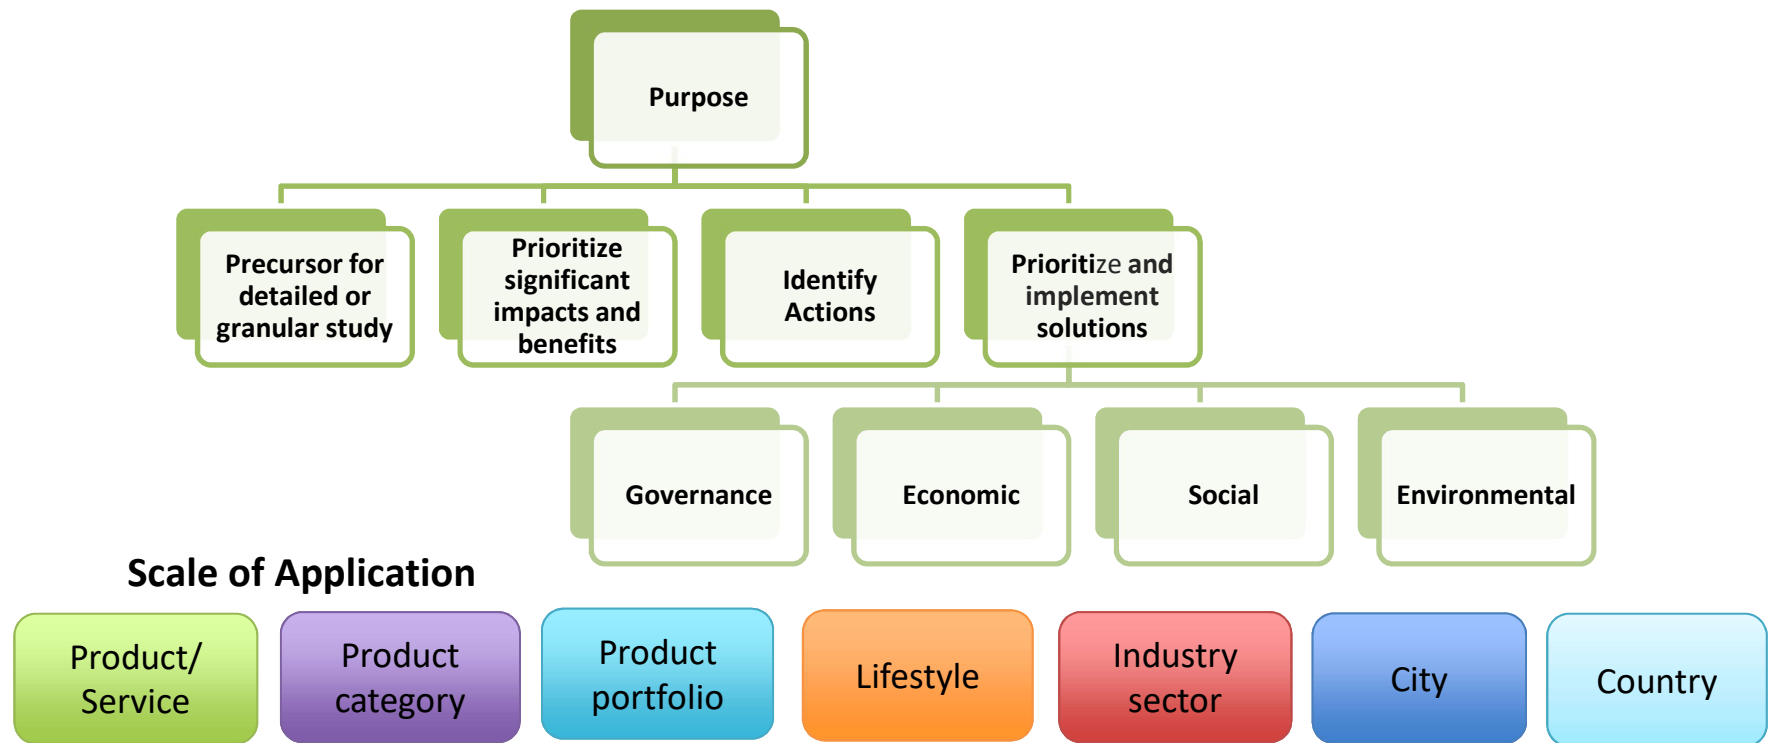 Purpose
Precursor for
detailed or
granular study
Prioritize
significant
impacts and
benefits
Identify
Actions
Prioritize and
implement
solutions
Governance
Economic
Social
Environmental
Scale of Application
Product/
Service
Product
category
Product
portfolio
Lifestyle
Industry
sector
City
Country